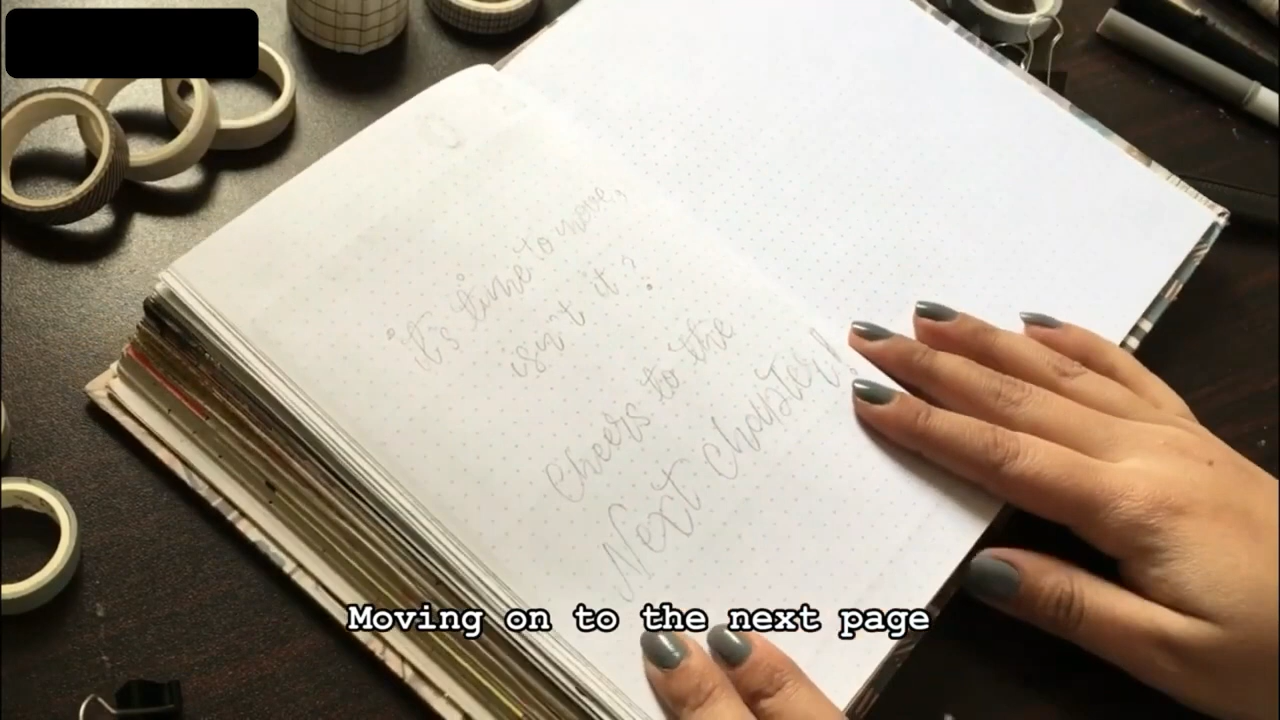 it's time to move,
isn't it?
Cheers to the
Next Chapter!
Moving on to the next page